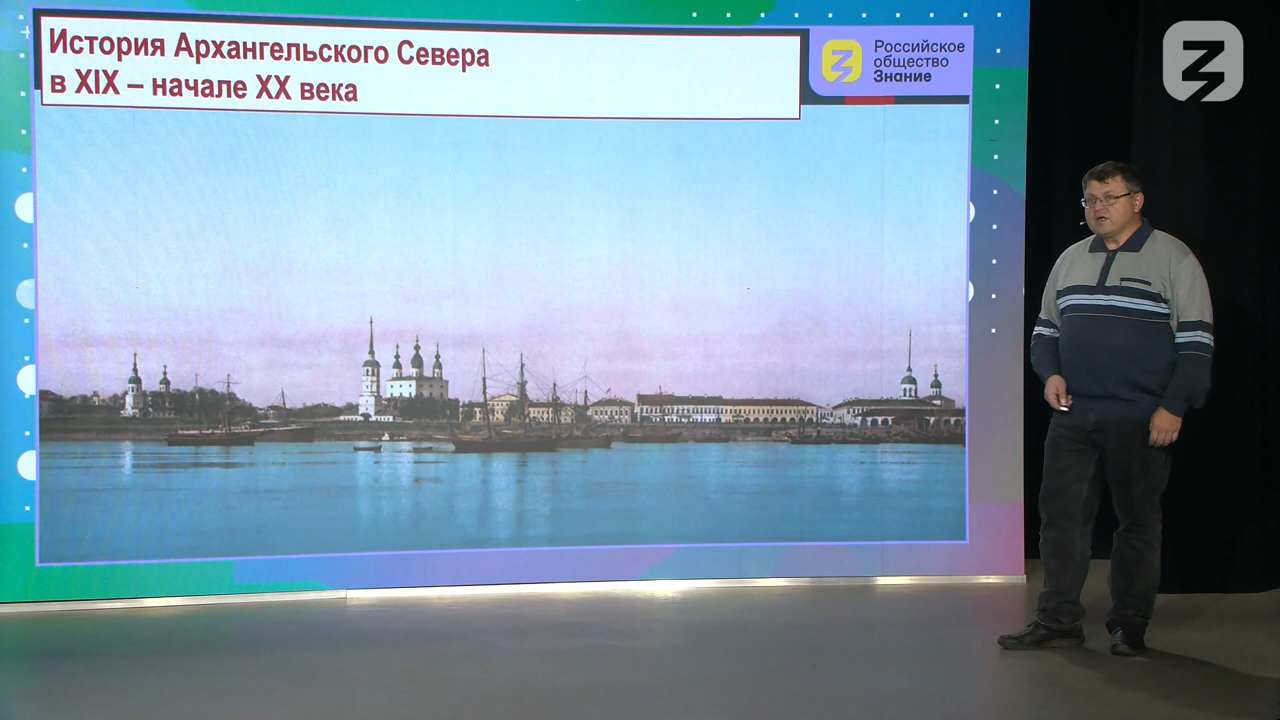 История Архангельского Севера
в XIX – начале XX века
Российское
общество
Знание